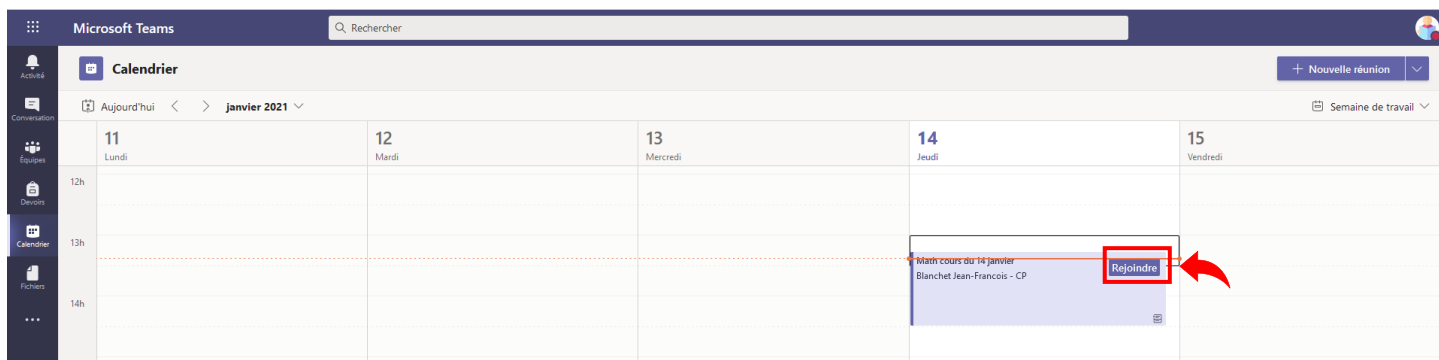 Microsoft Teams
Rechercher
Activité
Calendrier
Nouvelle réunion
Conversation
Aujourd'hui
janvier 2021
Semaine de travail
Équipes
11
Lundi
12
Mardi
13
Mercredi
14
Jeudi
15
Vendredi
12h
Devoirs
Calendrier
13h
Math cours du 14 janvier
Rejoindre
Blanchet Jean-Francois - CP
Fichiers
14h